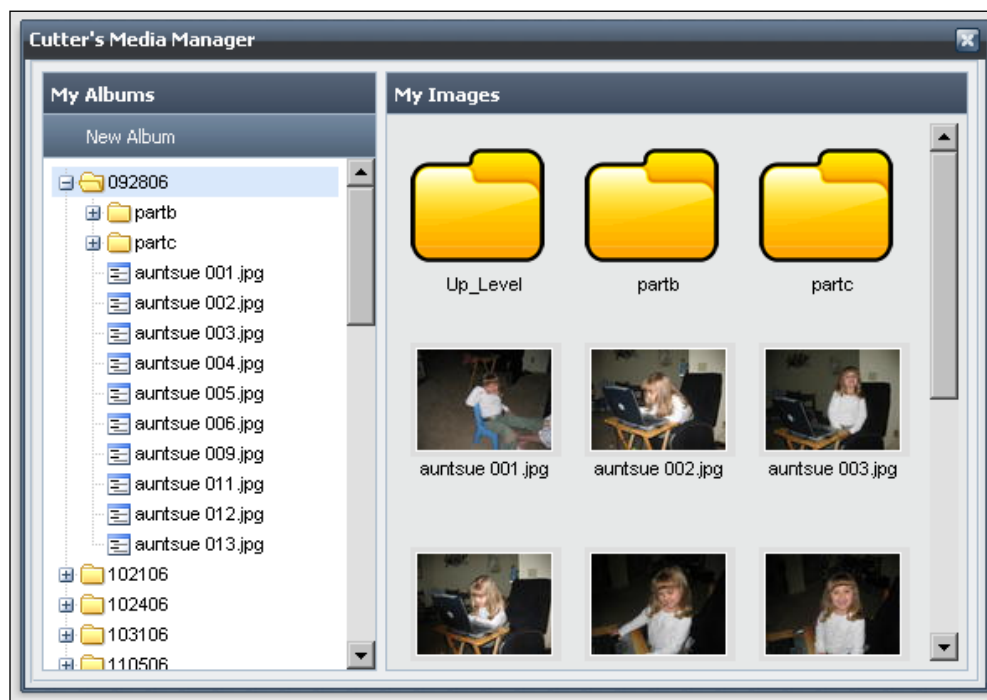 Cutter's Media Manager
My Albums
New Album
092806
partb
partc
auntsue 001.jpg
auntsue 002.jpg
auntsue 003.jpg
auntsue 004.jpg
auntsue 005.jpg
auntsue 006.jpg
auntsue 009.jpg
auntsue 011.jpg
auntsue 012.jpg
auntsue 013.jpg
102106
102406
103106
110506
My Images
Up_Level
partb
partc
auntsue 001.jpg
auntsue 002.jpg
auntsue 003.jpg